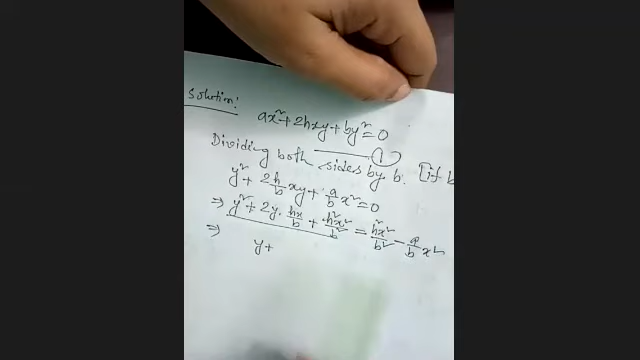 Solution:
ax²+2hxy+by²=0
(1)
Dividing both sides by b. [if b
y²+ 2h/b xy+ a/b x²=0
⇒ y²+2y. hx/b + h²x²/b² = h²x²/b² − a/b x²
⇒
y+